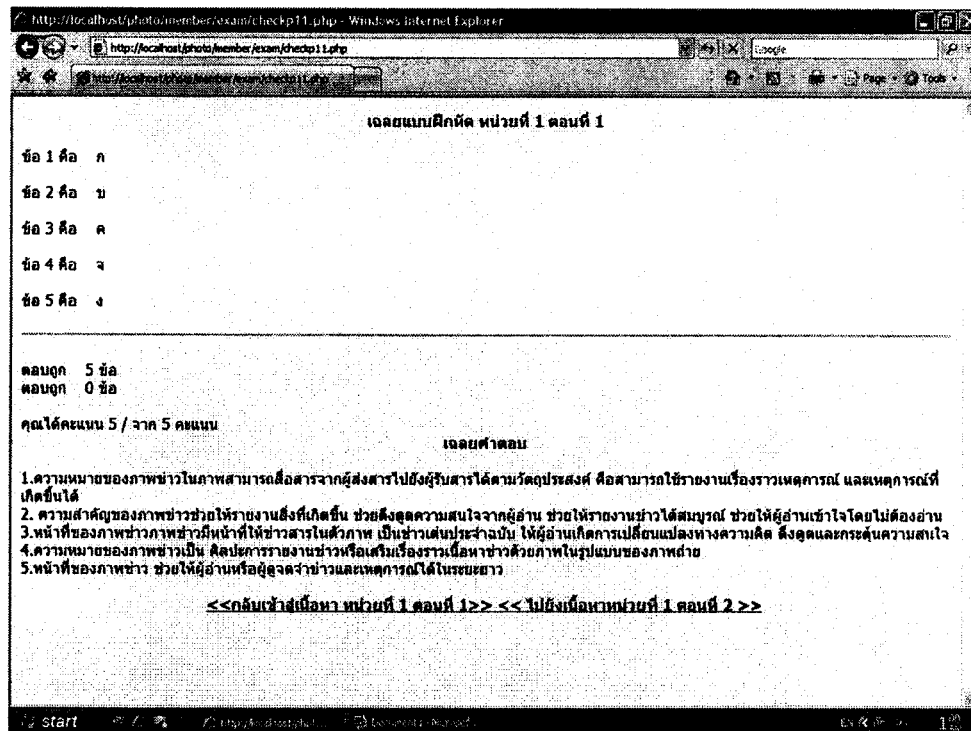 http://localhost/photo/member/exam/checkp11.php - Windows Internet Explorer
http://localhost/photo/member/exam/checkp11.php
Google
http://localhost/photo/member/exam/checkp11.php
Page
Tools
เฉลยแบบฝึกหัด หน่วยที่ 1 ตอนที่ 1
ข้อ 1 คือ ก
ข้อ 2 คือ บ
ข้อ 3 คือ ค
ข้อ 4 คือ จ
ข้อ 5 คือ ง
ตอบถูก 5 ข้อ
ตอบถูก 0 ข้อ
คุณได้คะแนน 5 / จาก 5 คะแนน
เฉลยคำตอบ
1.ความหมายของภาพข่าวในภาพสามารถสื่อสารจากผู้ส่งสารไปยังผู้รับสารได้ตามวัตถุประสงค์ คือสามารถใช้รายงานเรื่องราวเหตุการณ์ และเหตุการณ์ที่
เกิดขึ้นได้
2. ความสำคัญของภาพข่าวช่วยให้รายงานสิ่งที่เกิดขึ้น ช่วยดึงดูดความสนใจจากผู้อ่าน ช่วยให้รายงานข่าวได้สมบูรณ์ ช่วยให้ผู้อ่านเข้าใจโดยไม่ต้องอ่าน
3.หน้าที่ของภาพข่าวภาพข่าวมีหน้าที่ให้ข่าวสารในตัวภาพ เป็นข่าวเด่นประจำฉบับ ให้ผู้อ่านเกิดการเปลี่ยนแปลงทางความคิด ดึงดูดและกระตุ้นความสนใจ
4.ความหมายของภาพข่าวเป็น ศิลปะการรายงานข่าวหรือเสริมเรื่องราวเนื้อหาข่าวด้วยภาพในรูปแบบของภาพถ่าย
5.หน้าที่ของภาพข่าว ช่วยให้ผู้อ่านหรือผู้ดูจดจำข่าวและเหตุการณ์ได้ในระยะยาว
<<กลับเข้าสู่เนื้อหา หน่วยที่ 1 ตอนที่ 1>> << ไปยังเนื้อหาหน่วยที่ 1 ตอนที่ 2 >>
start
EN